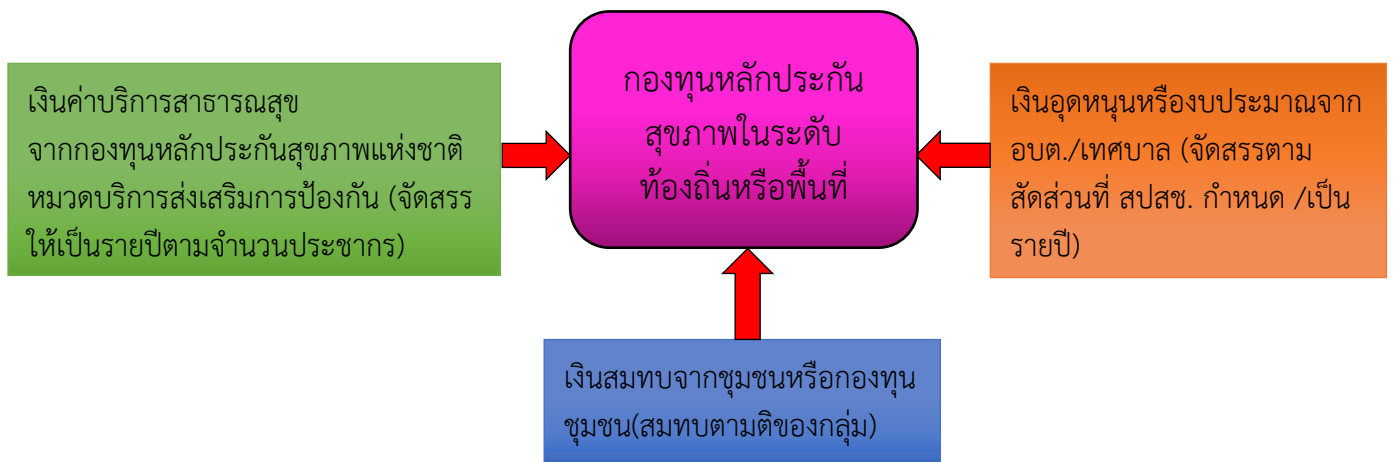 กองทุนหลักประกัน
สุขภาพในระดับ
ท้องถิ่นหรือพื้นที่
เงินค่าบริการสาธารณสุข
จากกองทุนหลักประกันสุขภาพแห่งชาติ
หมวดบริการส่งเสริมการป้องกัน (จัดสรร
ให้เป็นรายปีตามจำนวนประชากร)
เงินอุดหนุนหรืองบประมาณจาก
อบต./เทศบาล (จัดสรรตาม
สัดส่วนที่ สปสช. กำหนด /เป็น
รายปี)
เงินสมทบจากชุมชนหรือกองทุน
ชุมชน(สมทบตามติของกลุ่ม)